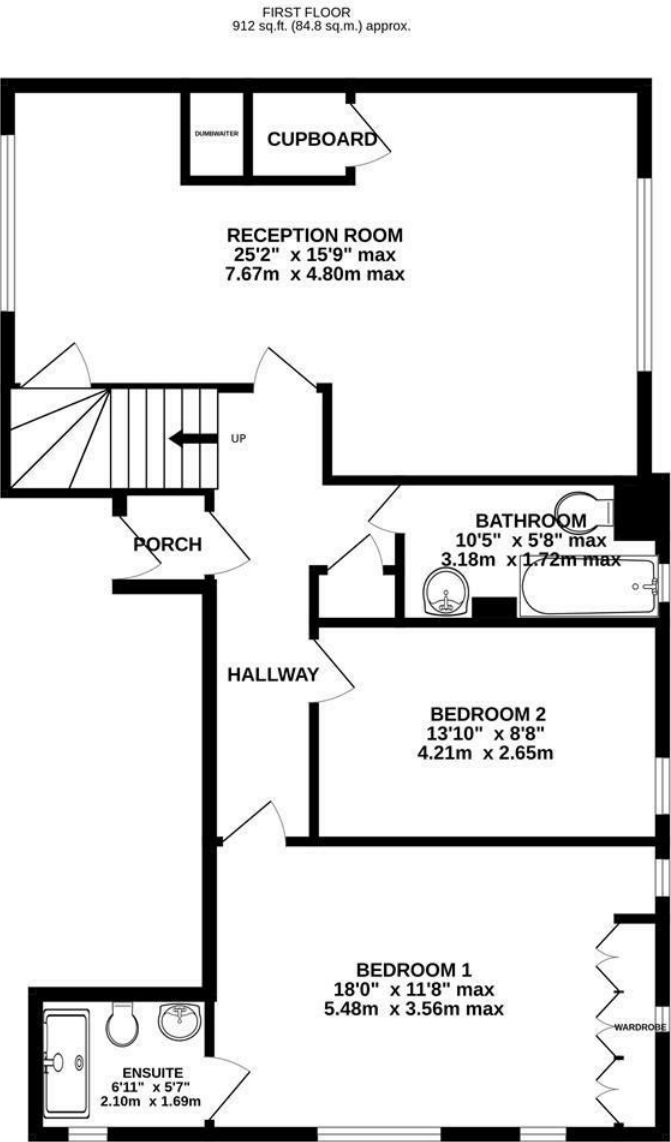 FIRST FLOOR
912 sq.ft. (84.8 sq.m.) approx.
DUMBWAITER
CUPBOARD
RECEPTION ROOM
25'2" x 15'9" max
7.67m x 4.80m max
UP
PORCH
BATHROOM
10'5" x 5'8" max
3.18m x 1.72m max
HALLWAY
BEDROOM 2
13'10" x 8'8"
4.21m x 2.65m
BEDROOM 1
18'0" x 11'8" max
5.48m x 3.56m max
WARDROBE
ENSUITE
6'11" x 5'7"
2.10m x 1.69m